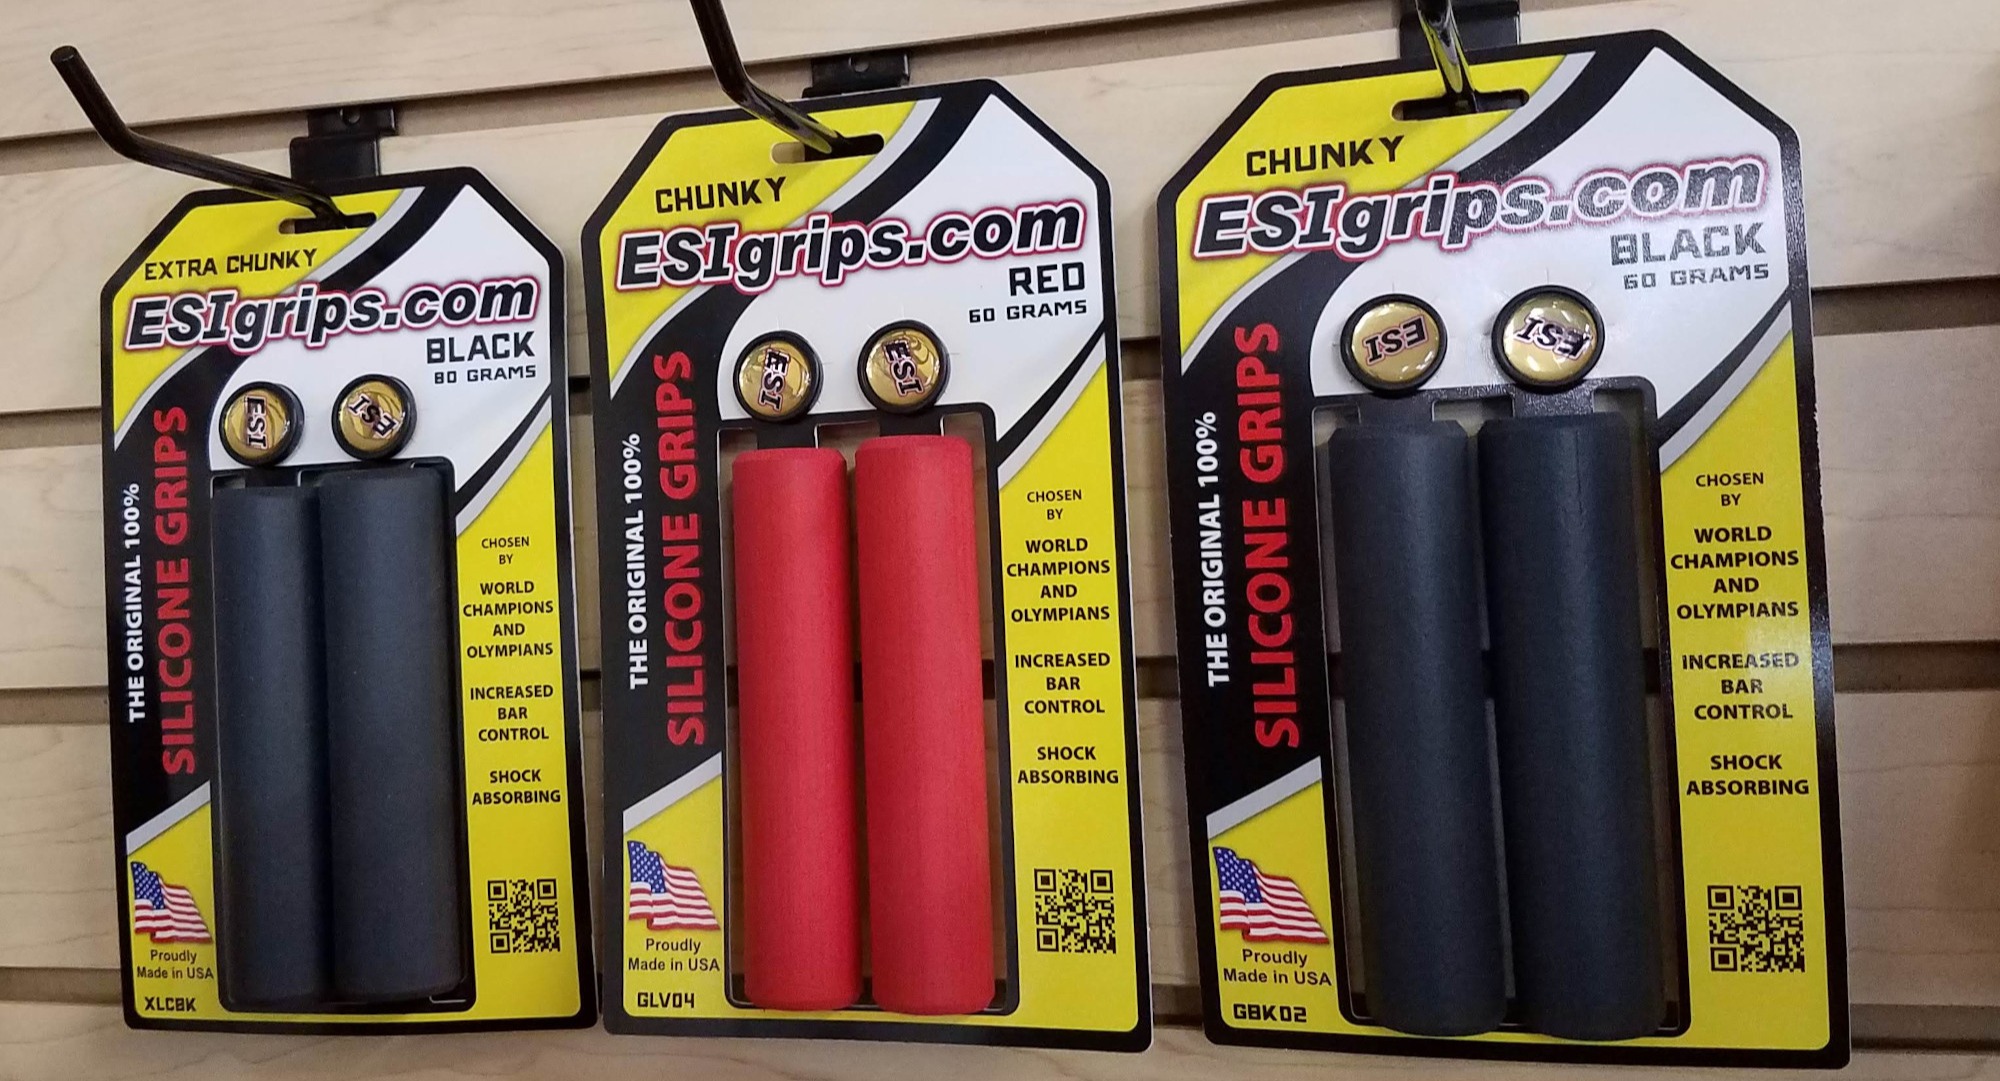 EXTRA CHUNKY
ESIgrips.com
BLACK
80 GRAMS
ESI
ESI
THE ORIGINAL 100%
SILICONE GRIPS
CHOSEN
BY
WORLD
CHAMPIONS
AND
OLYMPIANS
INCREASED
BAR
CONTROL
SHOCK
ABSORBING
Proudly
Made in USA
XLCBK
CHUNKY
ESIgrips.com
RED
60 GRAMS
ESI
ESI
THE ORIGINAL 100%
SILICONE GRIPS
CHOSEN
BY
WORLD
CHAMPIONS
AND
OLYMPIANS
INCREASED
BAR
CONTROL
SHOCK
ABSORBING
Proudly
Made in USA
GLV04
CHUNKY
ESIgrips.com
BLACK
60 GRAMS
ESI
ESI
THE ORIGINAL 100%
SILICONE GRIPS
CHOSEN
BY
WORLD
CHAMPIONS
AND
OLYMPIANS
INCREASED
BAR
CONTROL
SHOCK
ABSORBING
Proudly
Made in USA
GBK02